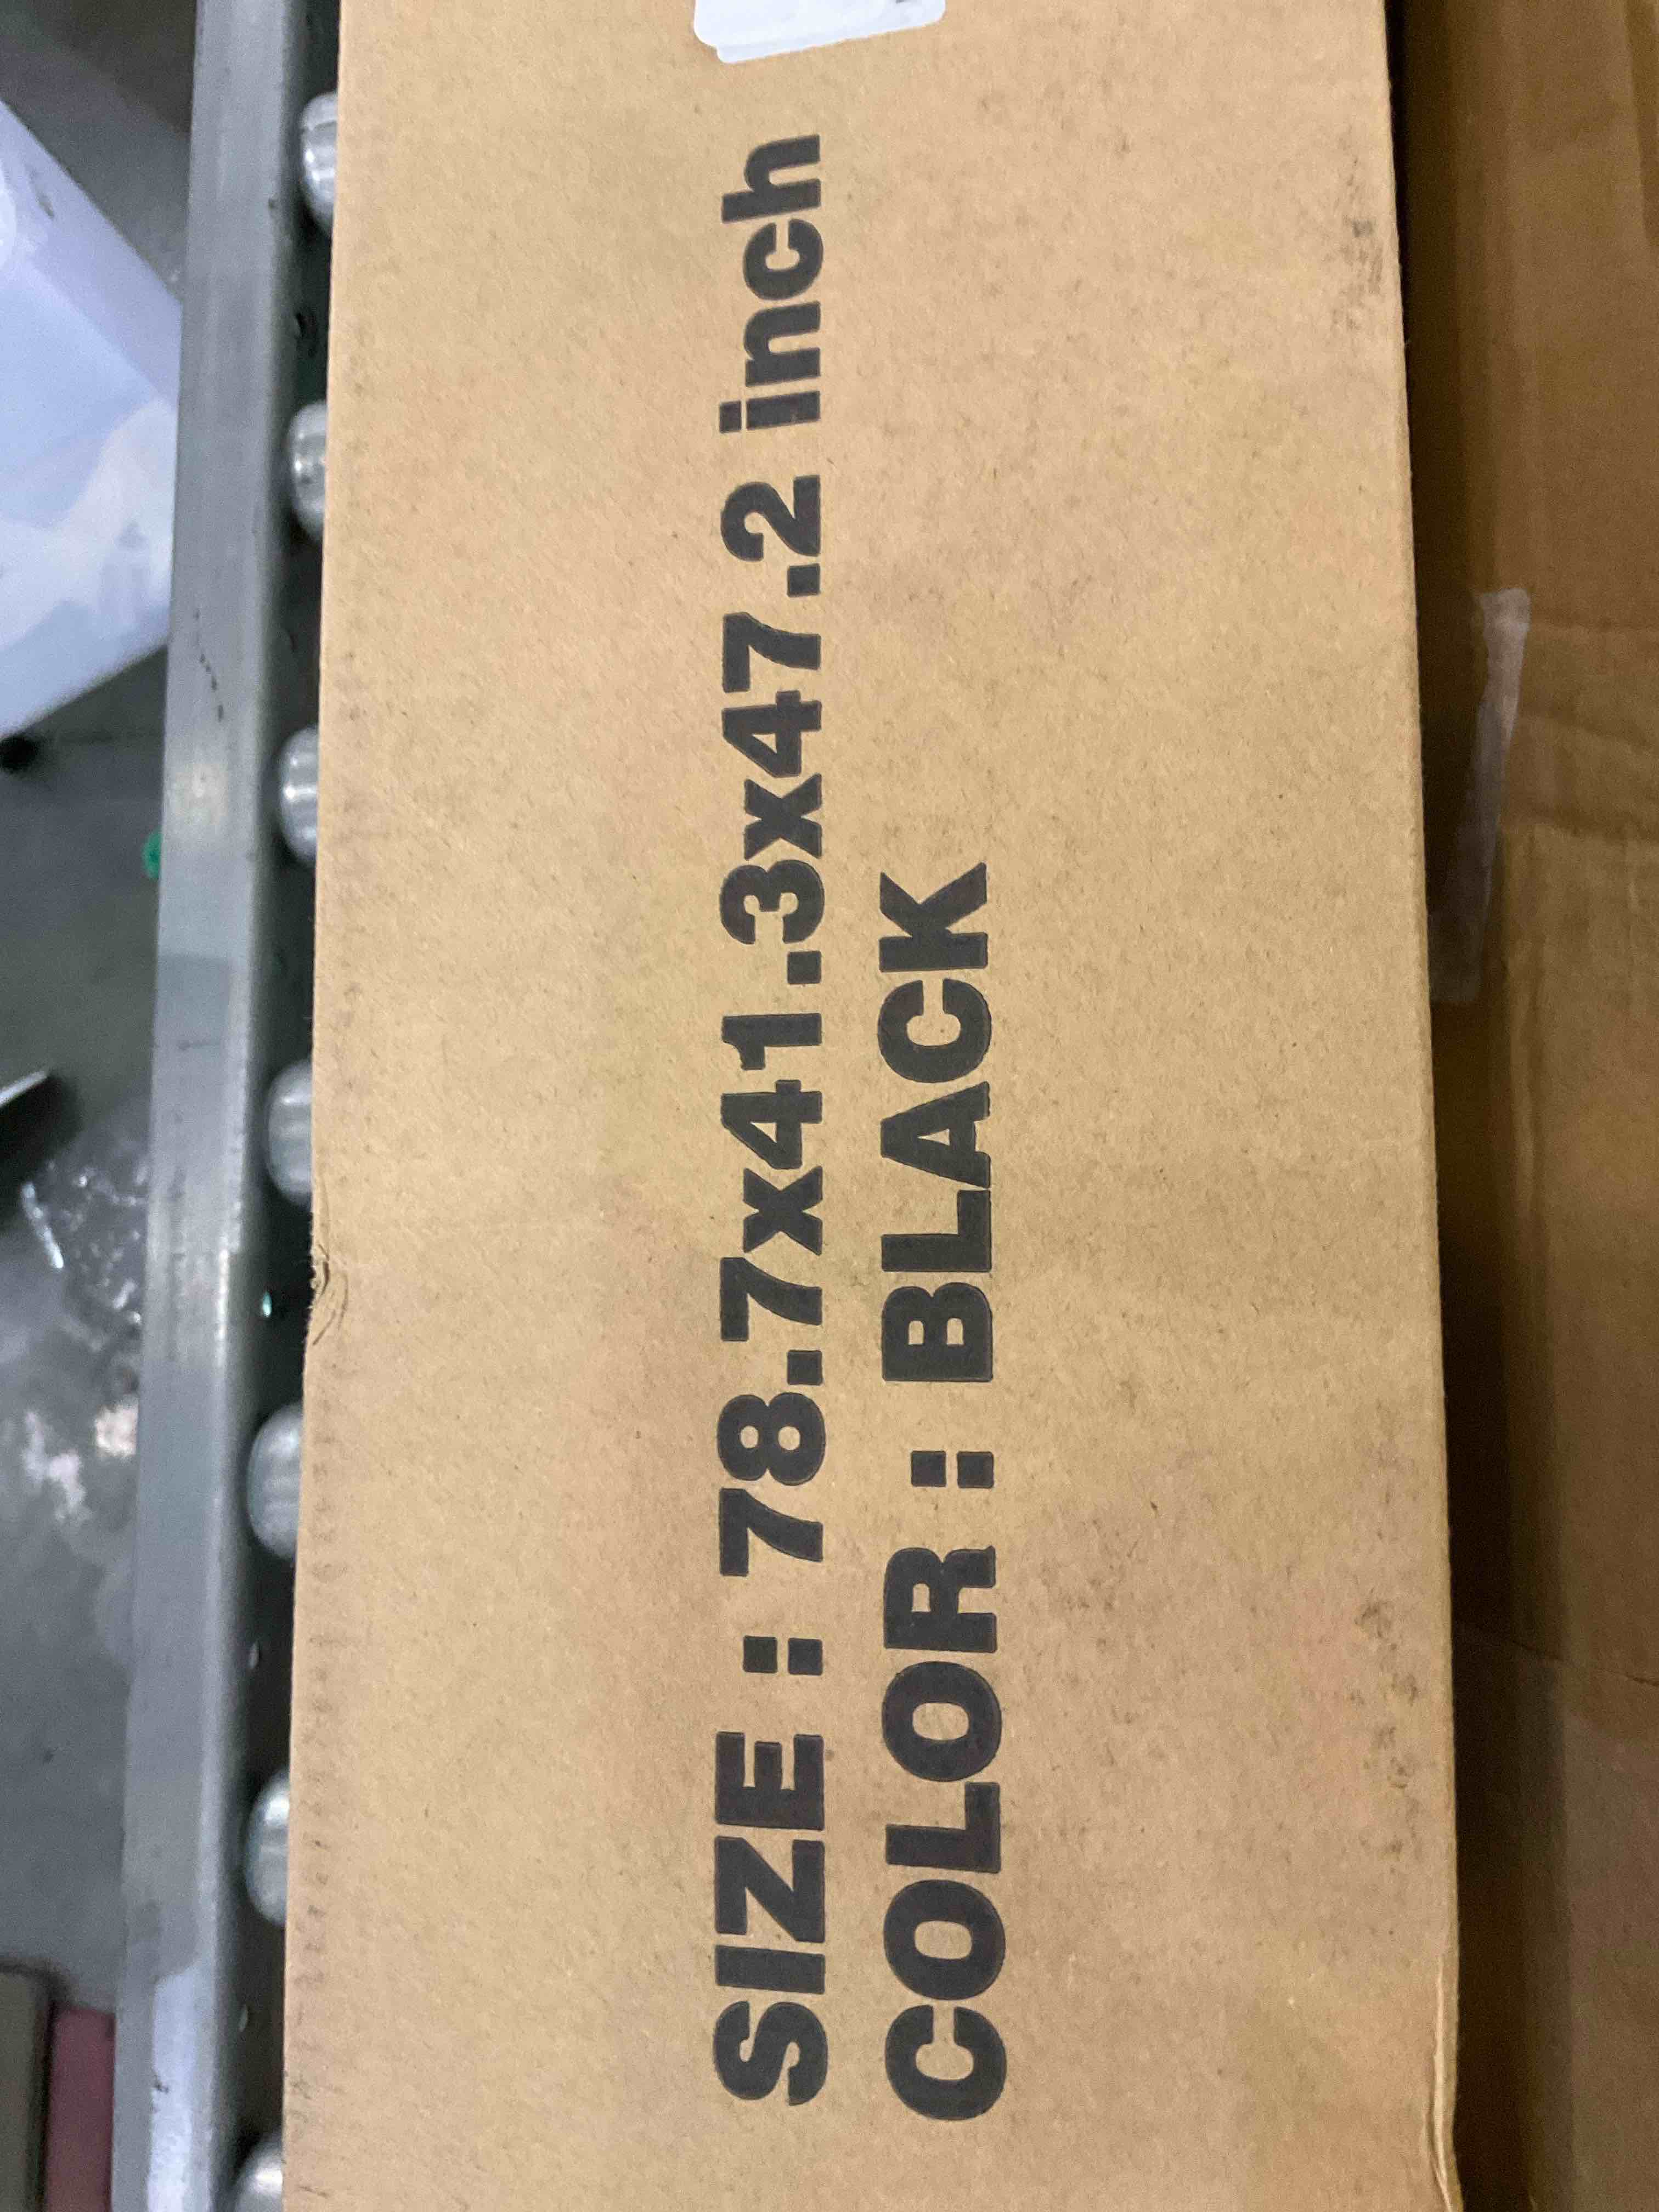 SIZE : 78.7x41.3x47.2 inch
COLOR : BLACK